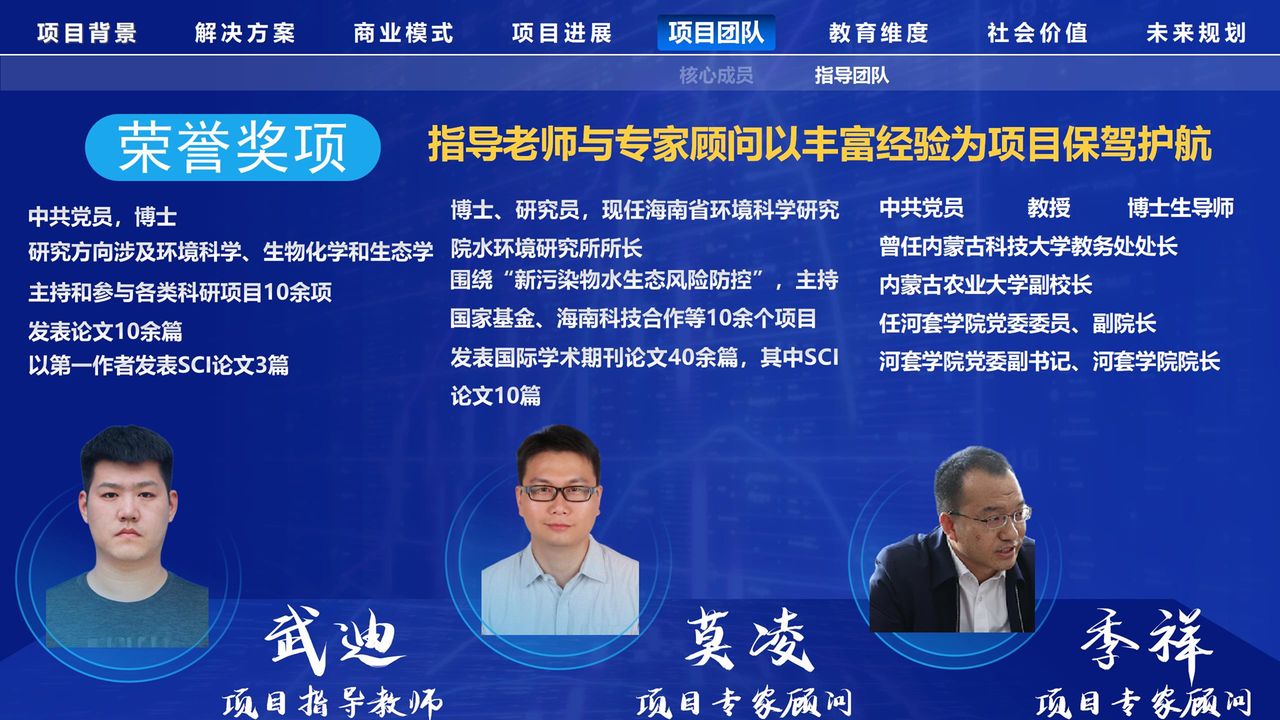 项目背景 解决方案 商业模式 项目进展 项目团队 教育维度 社会价值 未来规划
核心成员 指导团队
荣誉奖项
指导老师与专家顾问以丰富经验为项目保驾护航
中共党员，博士
研究方向涉及环境科学、生物化学和生态学
主持和参与各类科研项目10余项
发表论文10余篇
以第一作者发表SCI论文3篇
博士、研究员，现任海南省环境科学研究
院水环境研究所所长
围绕“新污染物水生态风险防控”，主持
国家基金、海南科技合作等10余个项目
发表国际学术期刊论文40余篇，其中SCI
论文10篇
中共党员 教授 博士生导师
曾任内蒙古科技大学教务处处长
内蒙古农业大学副校长
任河套学院党委委员、副院长
河套学院党委副书记、河套学院院长
武迪
项目指导教师
莫凌
项目专家顾问
季祥
项目专家顾问